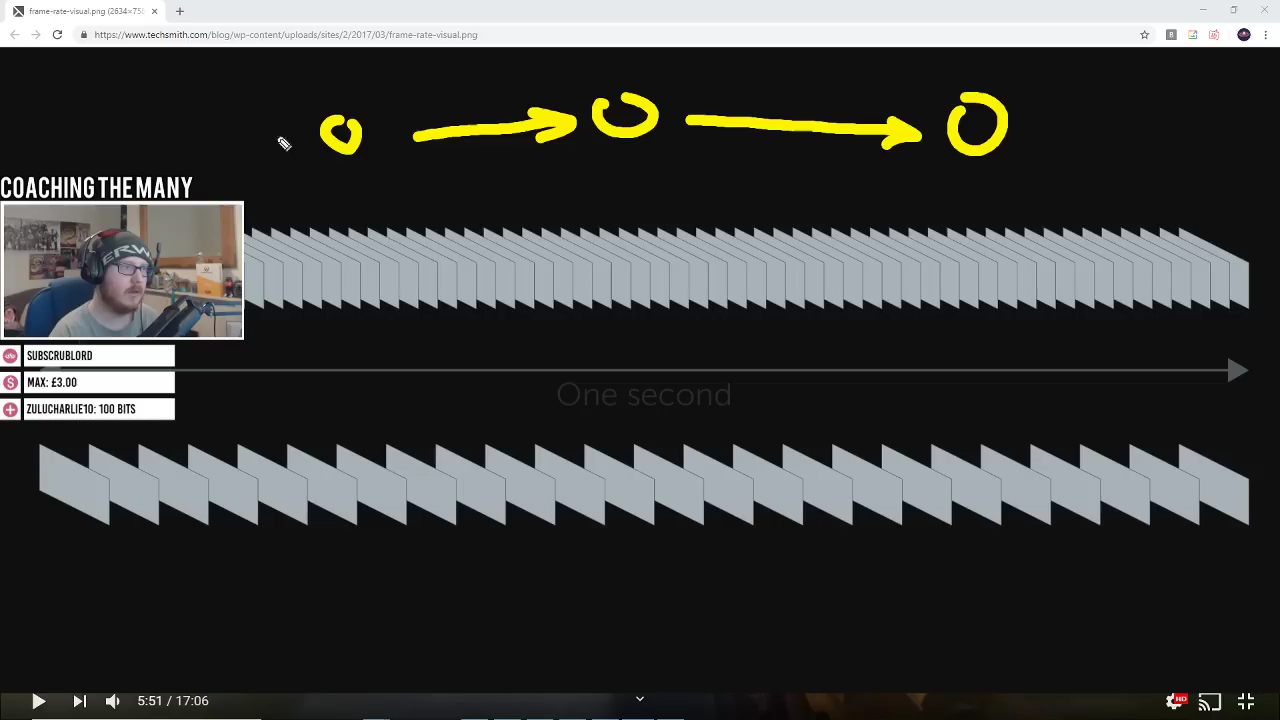 frame-rate-visual.png (2634×75
https://www.techsmith.com/blog/wp-content/uploads/sites/2/2017/03/frame-rate-visual.png
COACHING THE MANY
ERW
SUBSCRUBLORD
MAX: £3.00
One second
ZULUCHARLIE10: 100 BITS
5:51 / 17:06
HD